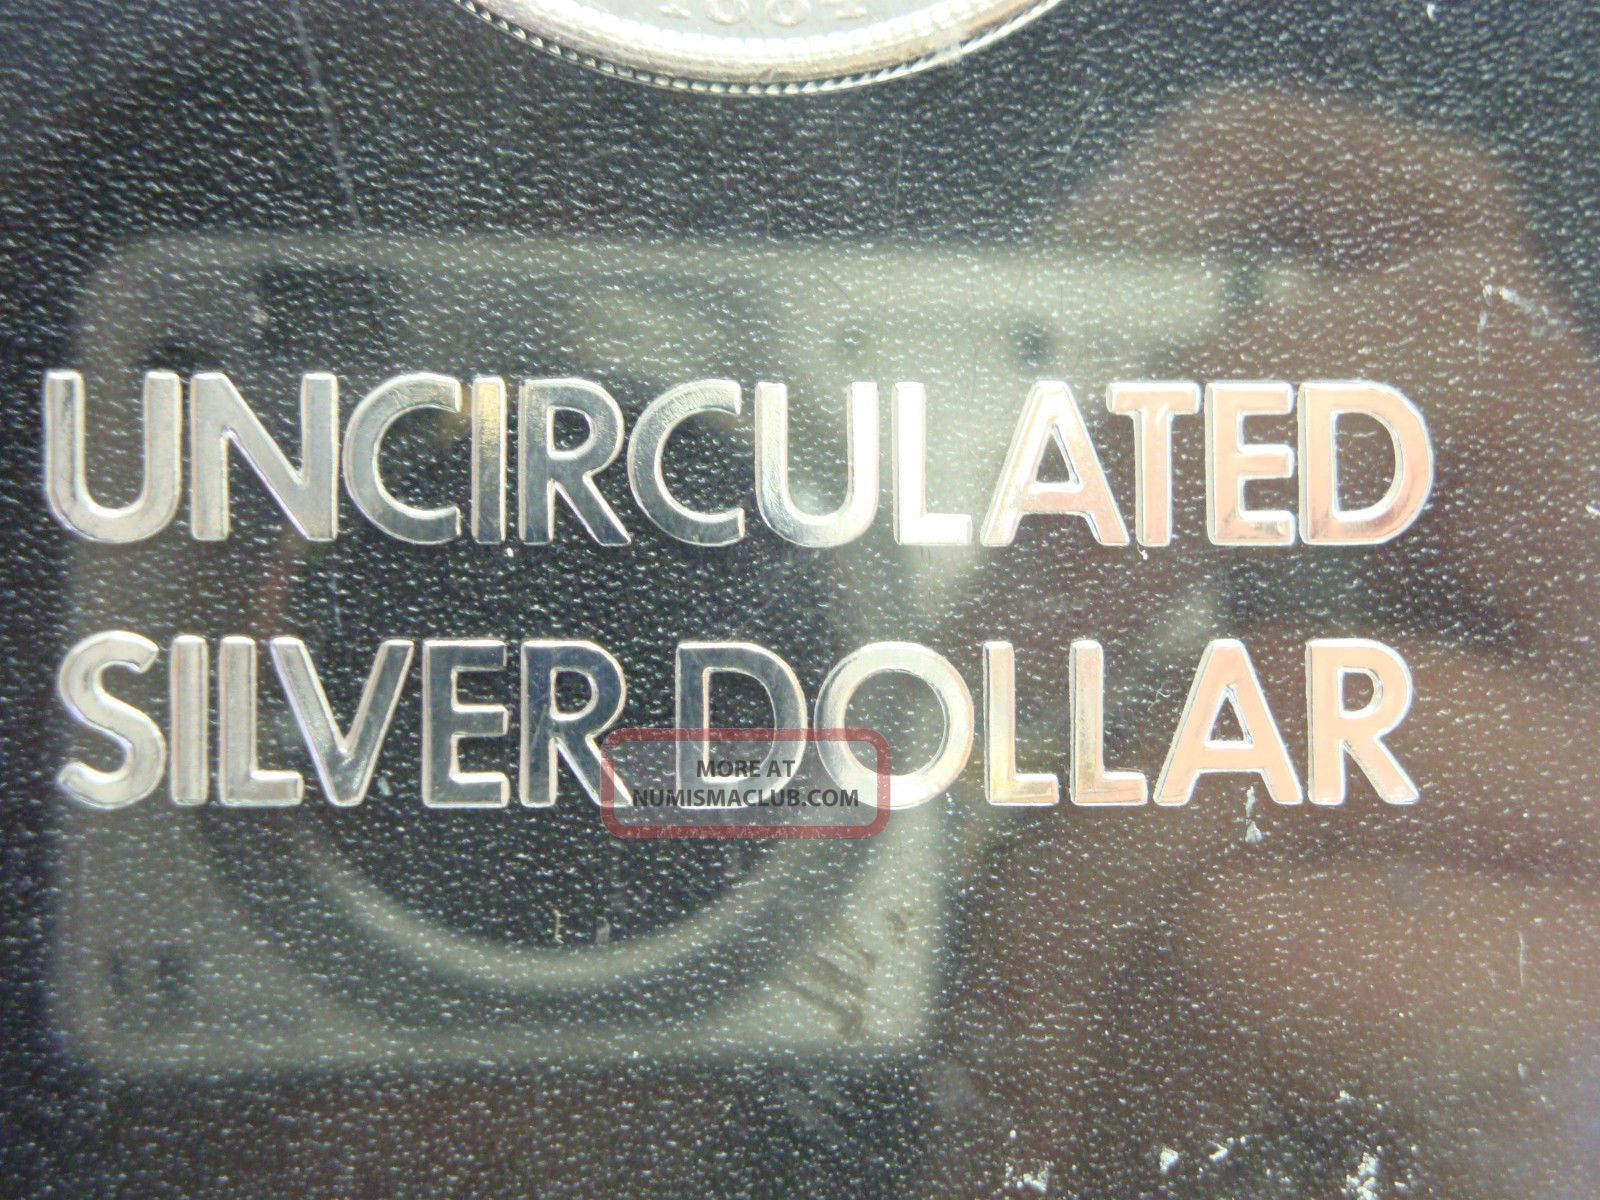 UNCIRCULATED
SILVER DOLLAR
MORE AT
NUMISMACLUB.COM